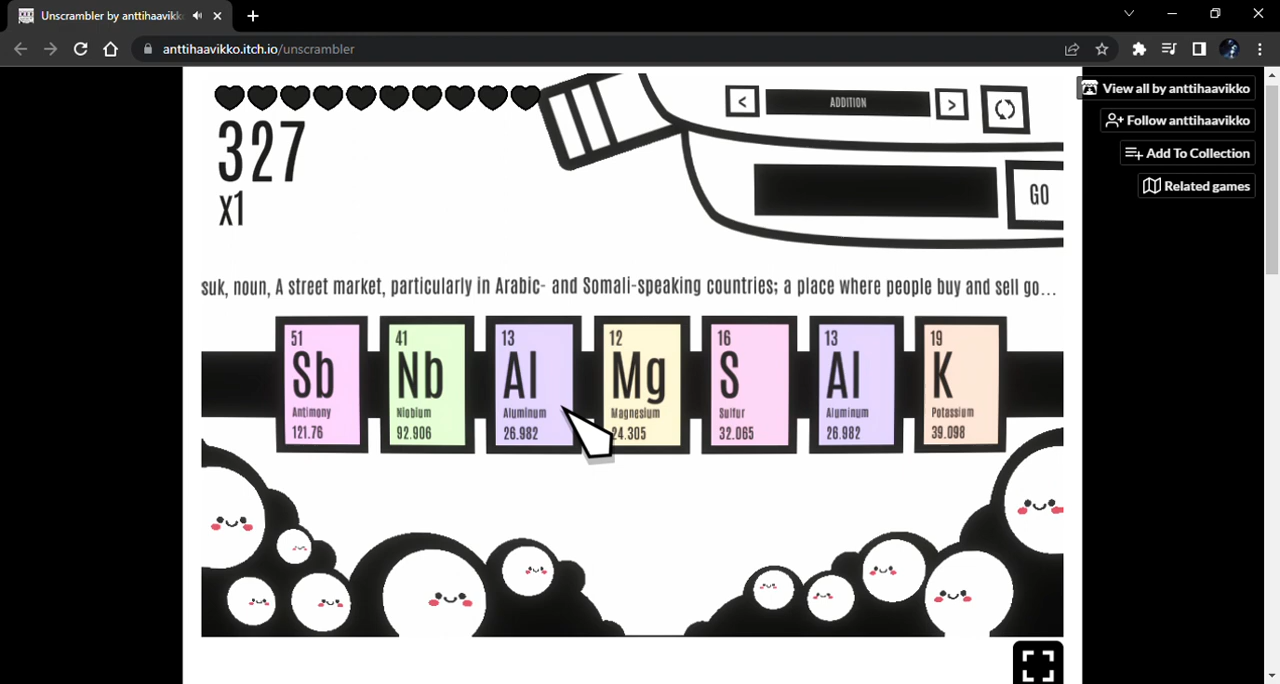 Unscrambler by anttihaavikk
anttihaavikko.itch.io/unscrambler
View all by anttihaavikko
Follow anttihaavikko
Add To Collection
Related games
327
x1
< ADDITION >
GO
suk, noun, A street market, particularly in Arabic- and Somali-speaking countries; a place where people buy and sell go...
51
Sb
Antimony
121.76
41
Nb
Niobium
92.906
13
Al
Aluminum
26.982
12
Mg
Magnesium
24.305
16
S
Sulfur
32.065
13
Al
Aluminum
26.982
19
K
Potassium
39.098